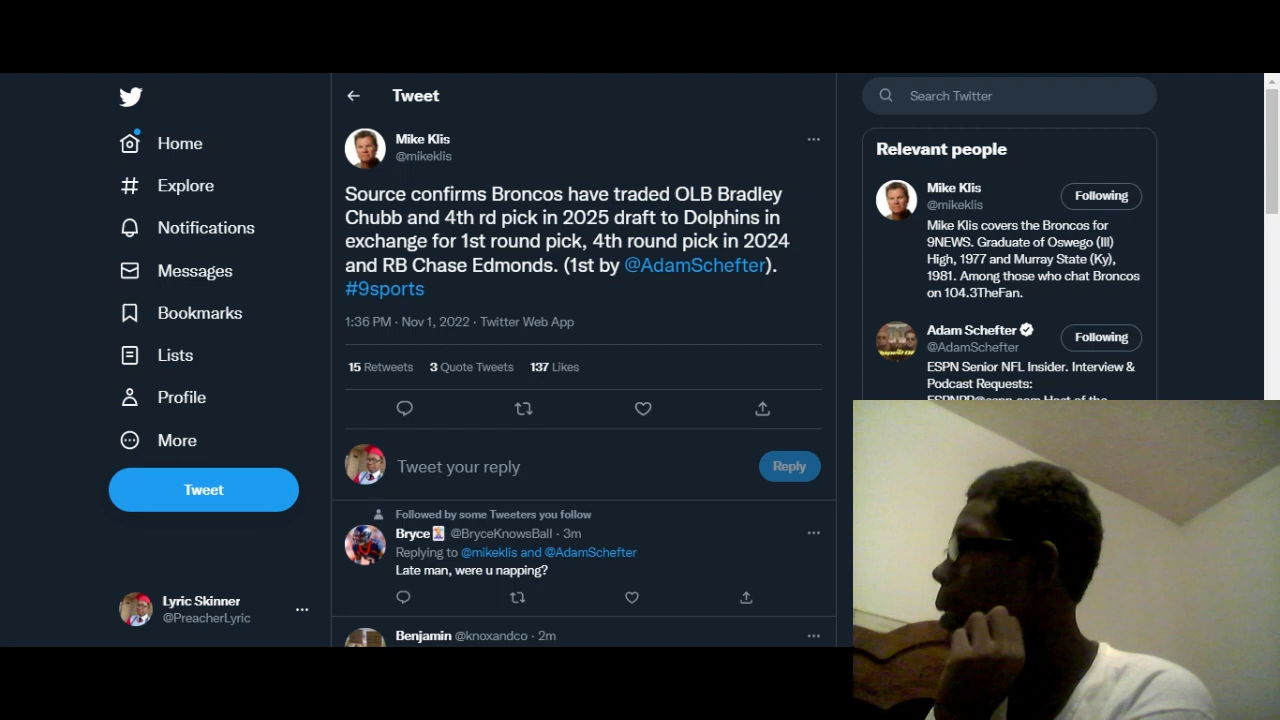 Home
Explore
Notifications
Messages
Bookmarks
Lists
Profile
More
Tweet
Lyric Skinner
@PreacherLyric
Tweet
Mike Klis
@mikeklis
Source confirms Broncos have traded OLB Bradley
Chubb and 4th rd pick in 2025 draft to Dolphins in
exchange for 1st round pick, 4th round pick in 2024
and RB Chase Edmonds. (1st by @AdamSchefter).
#9sports
1:36 PM · Nov 1, 2022 · Twitter Web App
15 Retweets 3 Quote Tweets 137 Likes
Tweet your reply
Reply
Followed by some Tweeters you follow
Bryce @BryceKnowsBall · 3m
Replying to @mikeklis and @AdamSchefter
Late man, were u napping?
Benjamin @knoxandco · 2m
Search Twitter
Relevant people
Mike Klis
@mikeklis
Following
Mike Klis covers the Broncos for
9NEWS. Graduate of Oswego (Ill)
High, 1977 and Murray State (Ky),
1981. Among those who chat Broncos
on 104.3TheFan.
Adam Schefter
@AdamSchefter
Following
ESPN Senior NFL Insider. Interview &
Podcast Requests: